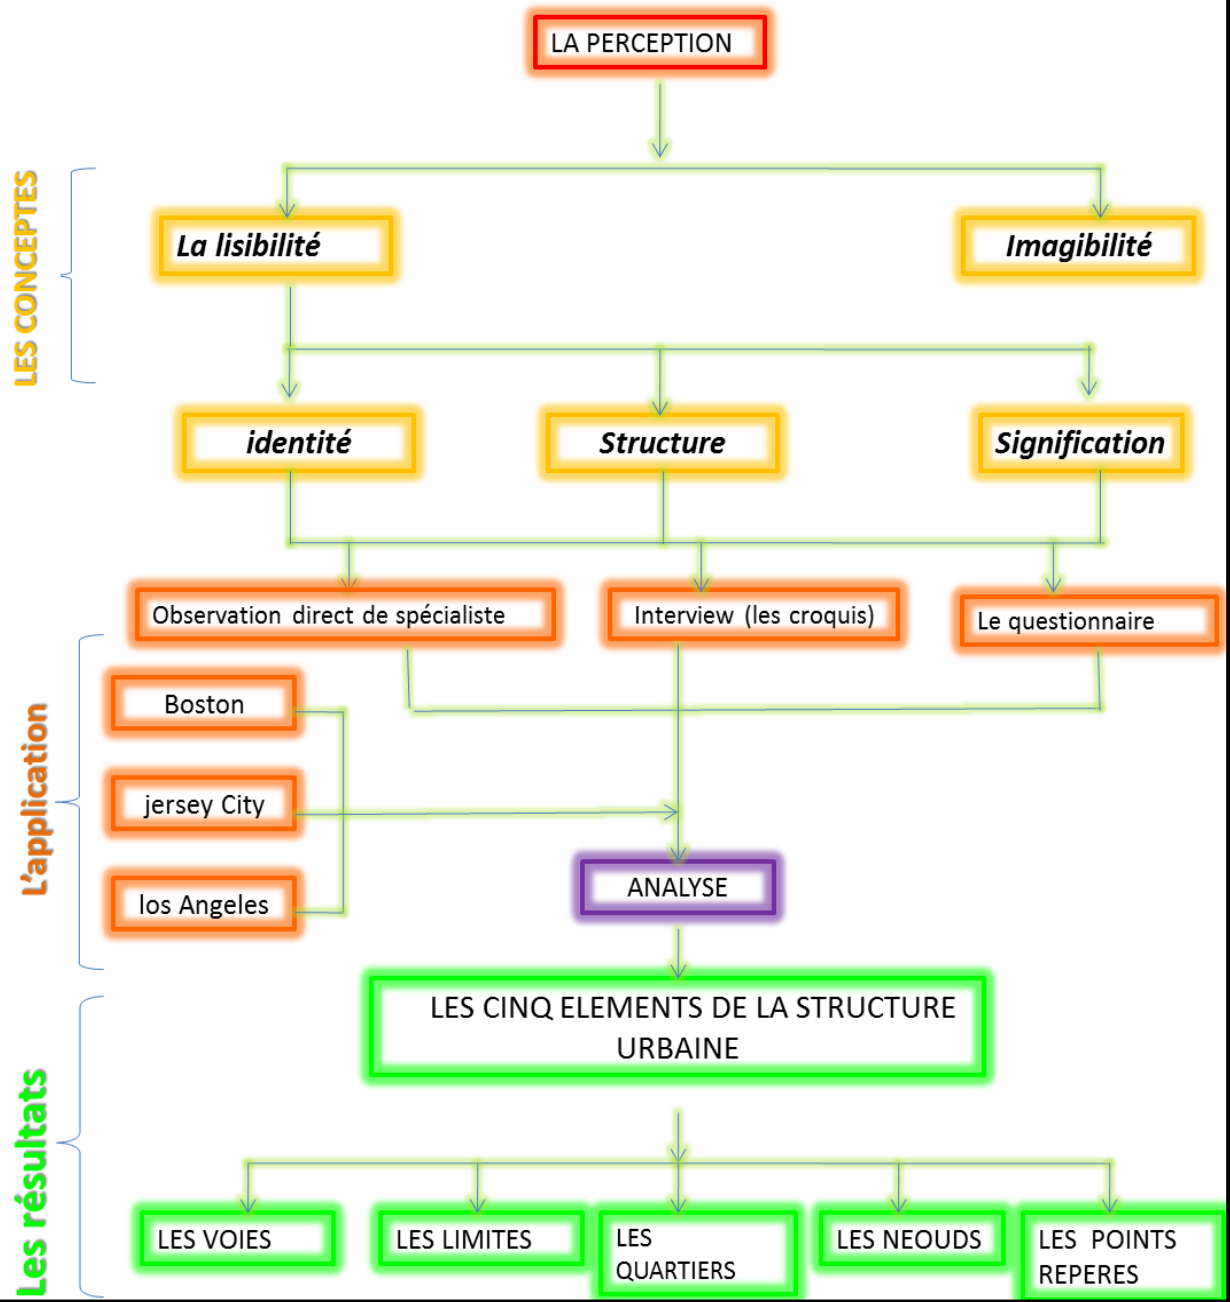 LA PERCEPTION
LES CONCEPTES
La lisibilité
Imagibilité
identité
Structure
Signification
Observation direct de spécialiste
Interview (les croquis)
Le questionnaire
L'application
Boston
jersey City
los Angeles
ANALYSE
LES CINQ ELEMENTS DE LA STRUCTURE
URBAINE
Les résultats
LES VOIES
LES LIMITES
LES
QUARTIERS
LES NEOUDS
LES POINTS
REPERES